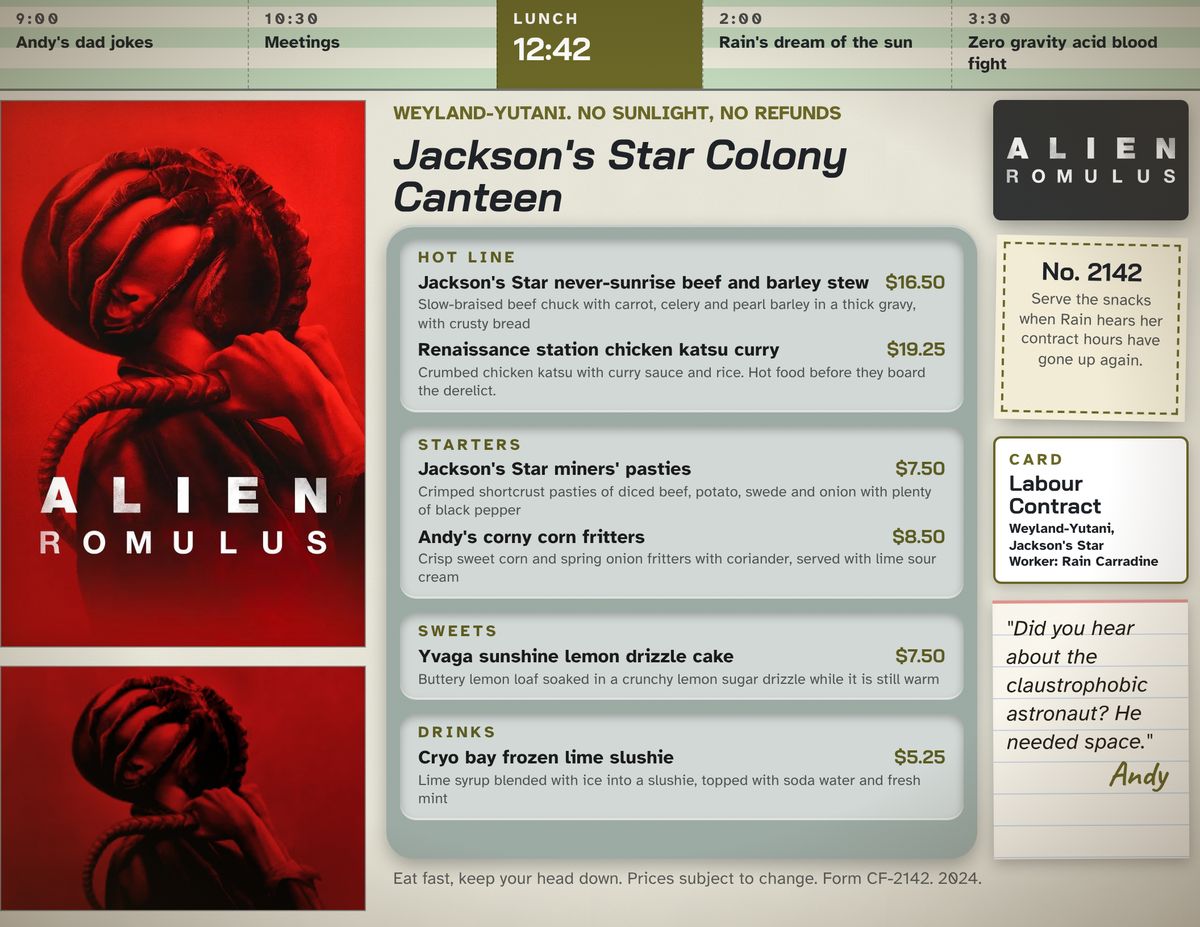 9:00
Andy's dad jokes
10:30
Meetings
LUNCH
12:42
2:00
Rain's dream of the sun
3:30
Zero gravity acid blood
fight
ALIEN
ROMULUS
WEYLAND-YUTANI. NO SUNLIGHT, NO REFUNDS
Jackson's Star Colony
Canteen
HOT LINE
Jackson's Star never-sunrise beef and barley stew $16.50
Slow-braised beef chuck with carrot, celery and pearl barley in a thick gravy,
with crusty bread
Renaissance station chicken katsu curry $19.25
Crumbed chicken katsu with curry sauce and rice. Hot food before they board
the derelict.
STARTERS
Jackson's Star miners' pasties $7.50
Crimped shortcrust pasties of diced beef, potato, swede and onion with plenty
of black pepper
Andy's corny corn fritters $8.50
Crisp sweet corn and spring onion fritters with coriander, served with lime sour
cream
SWEETS
Yvaga sunshine lemon drizzle cake $7.50
Buttery lemon loaf soaked in a crunchy lemon sugar drizzle while it is still warm
DRINKS
Cryo bay frozen lime slushie $5.25
Lime syrup blended with ice into a slushie, topped with soda water and fresh
mint
Eat fast, keep your head down. Prices subject to change. Form CF-2142. 2024.
ALIEN
ROMULUS
No. 2142
Serve the snacks
when Rain hears her
contract hours have
gone up again.
CARD
Labour
Contract
Weyland-Yutani,
Jackson's Star
Worker: Rain Carradine
"Did you hear
about the
claustrophobic
astronaut? He
needed space."
Andy